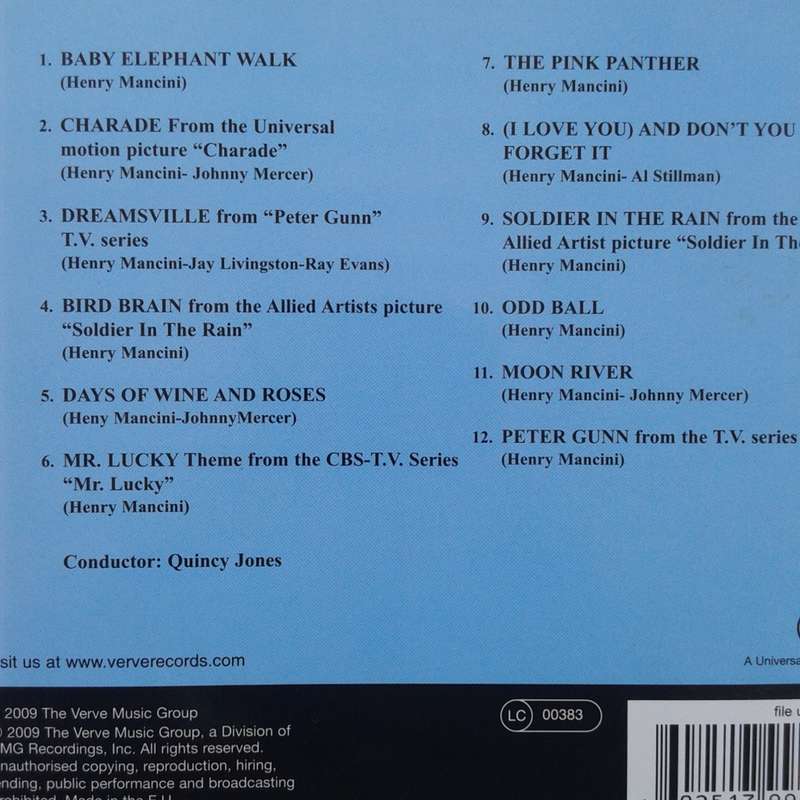 1. BABY ELEPHANT WALK
(Henry Mancini)
2. CHARADE From the Universal
motion picture “Charade”
(Henry Mancini- Johnny Mercer)
3. DREAMSVILLE from “Peter Gunn”
T.V. series
(Henry Mancini-Jay Livingston-Ray Evans)
4. BIRD BRAIN from the Allied Artists picture
“Soldier In The Rain”
(Henry Mancini)
5. DAYS OF WINE AND ROSES
(Heny Mancini-JohnnyMercer)
6. MR. LUCKY Theme from the CBS-T.V. Series
“Mr. Lucky”
(Henry Mancini)
Conductor: Quincy Jones
7. THE PINK PANTHER
(Henry Mancini)
8. (I LOVE YOU) AND DON’T YOU
FORGET IT
(Henry Mancini- Al Stillman)
9. SOLDIER IN THE RAIN from the
Allied Artist picture “Soldier In Th
(Henry Mancini)
10. ODD BALL
(Henry Mancini)
11. MOON RIVER
(Henry Mancini- Johnny Mercer)
12. PETER GUNN from the T.V. series
(Henry Mancini)
sit us at www.ververecords.com
A Universa
2009 The Verve Music Group
2009 The Verve Music Group, a Division of
MG Recordings, Inc. All rights reserved.
nauthorised copying, reproduction, hiring,
ending, public performance and broadcasting
rohibited. Made in the E.U.
LC 00383
file u